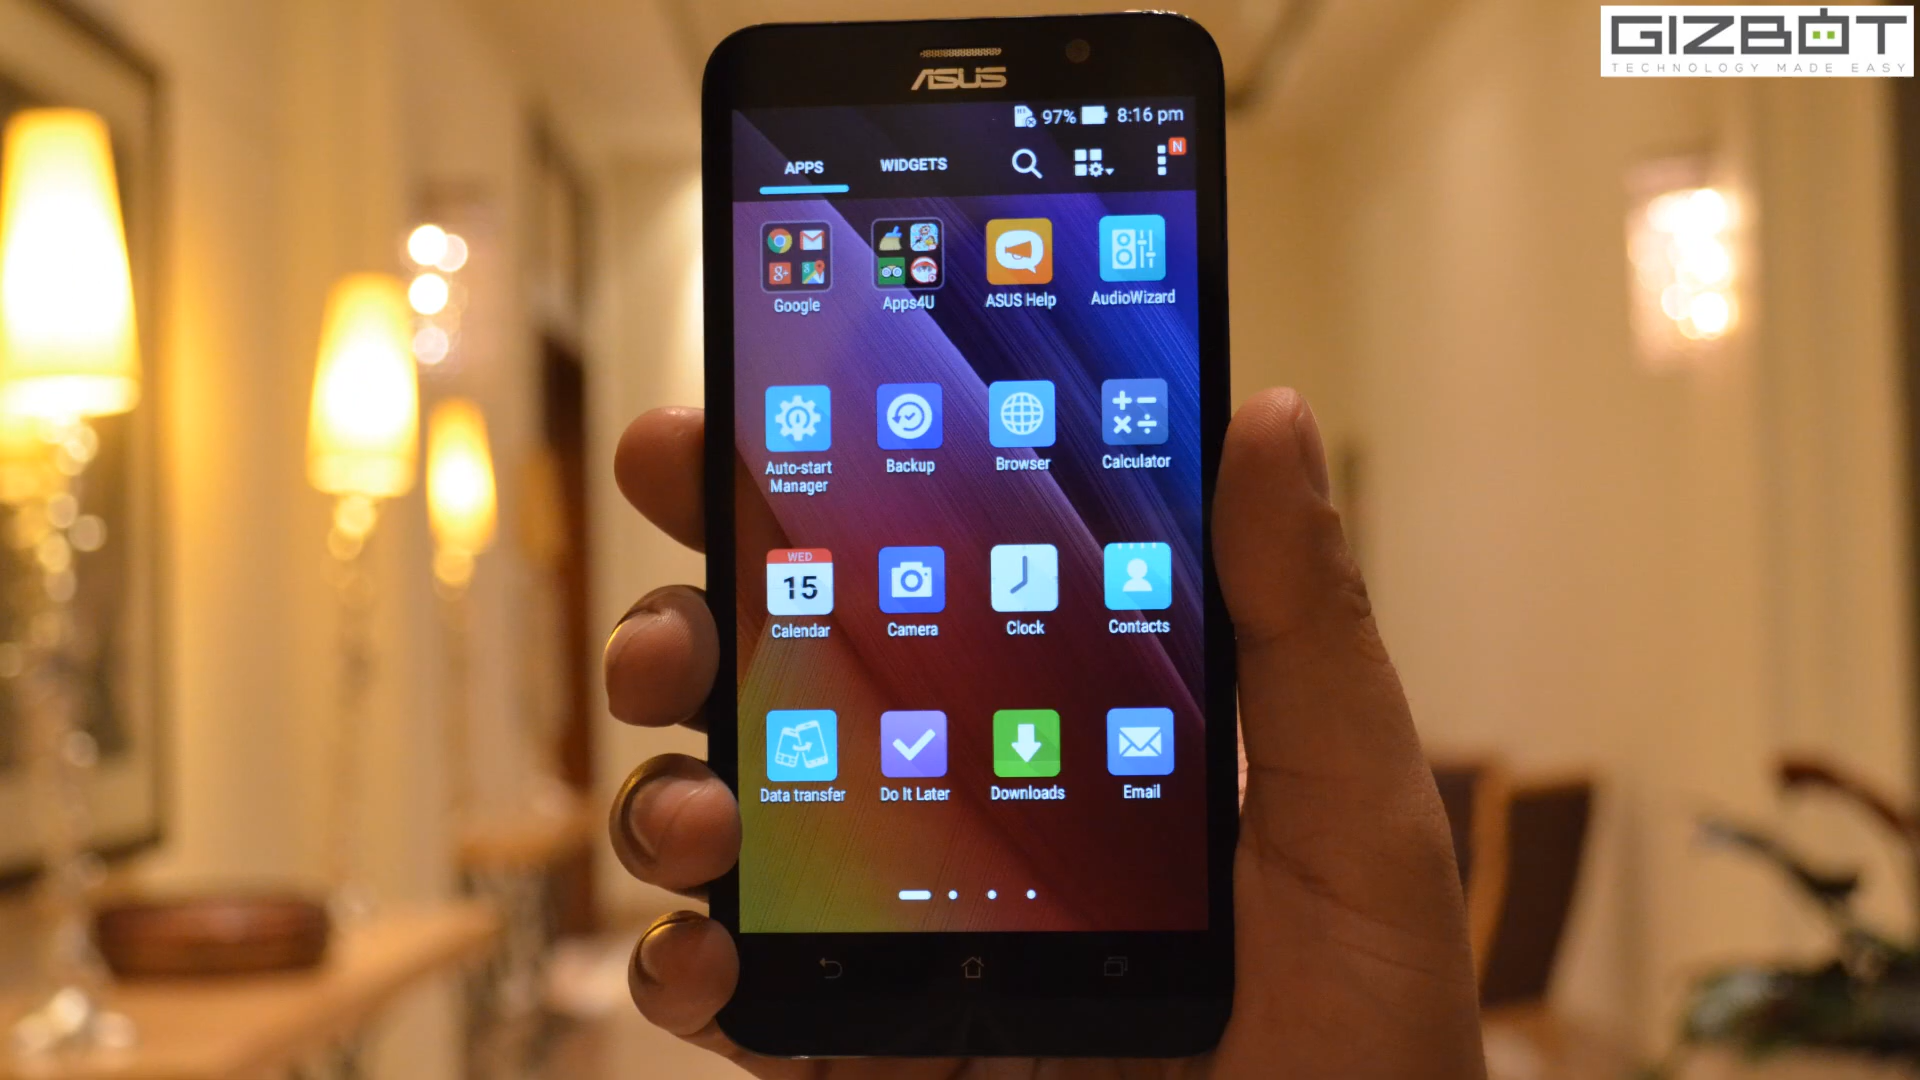 GIZBOT
TECHNOLOGY MADE EASY
ASUS
97% 8:16 pm
N
APPS WIDGETS
Google Apps4U ASUS Help AudioWizard
Auto-start Manager Backup Browser Calculator
WED
15
Calendar Camera Clock Contacts
Data transfer Do It Later Downloads Email